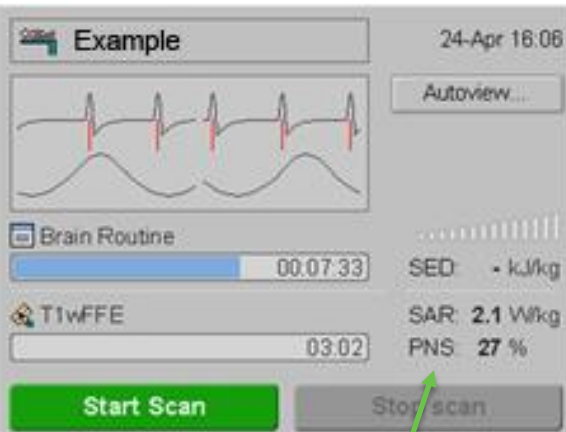 Example
24-Apr 16:06
Autoview...
Brain Routine
00:07:33
SED: - kJ/kg
T1wFFE
SAR: 2.1 W/kg
03:02
PNS: 27 %
Start Scan
Stop scan